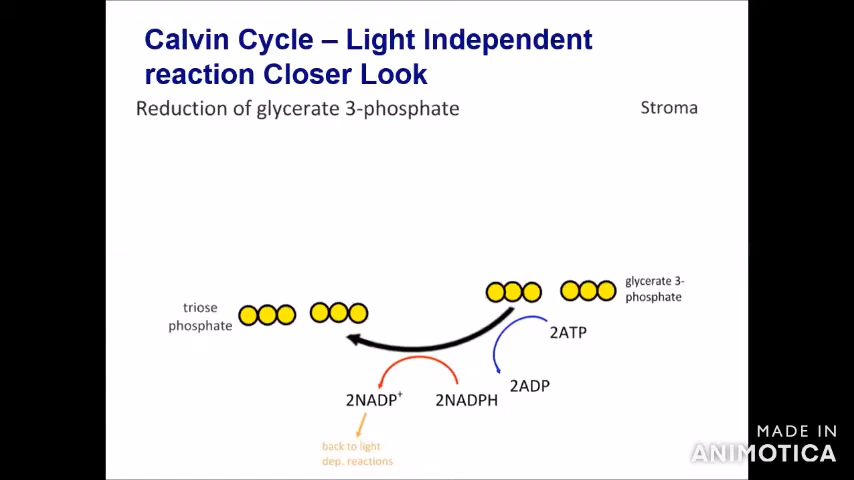 Calvin Cycle – Light Independent
reaction Closer Look
Reduction of glycerate 3-phosphate
Stroma
glycerate 3-
phosphate
triose
phosphate
2ATP
2ADP
2NADP⁺
2NADPH
back to light
dep. reactions
MADE IN
ANIMOTICA